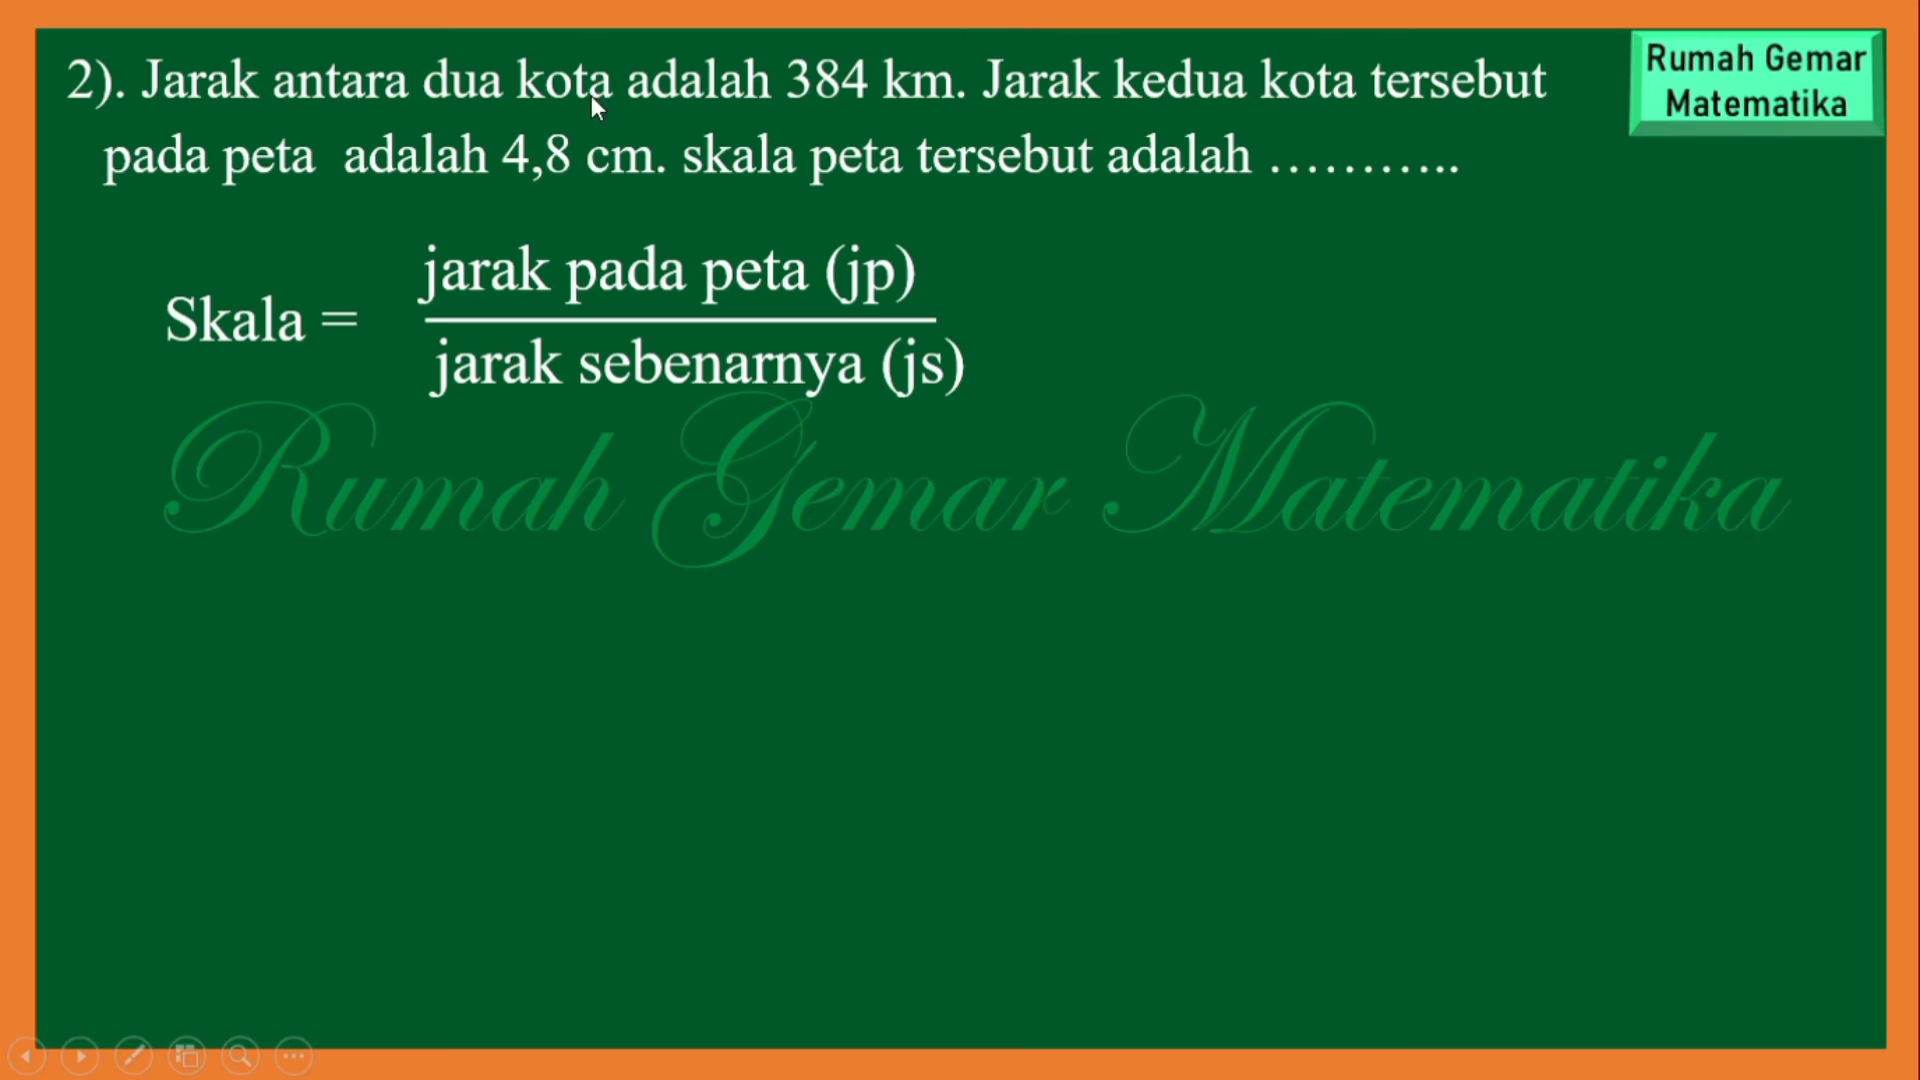 2). Jarak antara dua kota adalah 384 km. Jarak kedua kota tersebut
pada peta adalah 4,8 cm. skala peta tersebut adalah ………..
Rumah Gemar
Matematika
jarak pada peta (jp)
Skala =
jarak sebenarnya (js)
Rumah Gemar Matematika